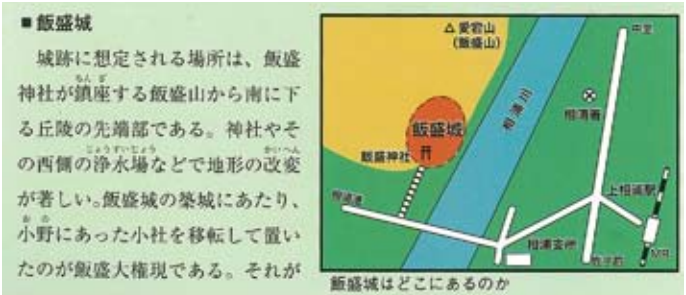 ■飯盛城
城跡に想定される場所は、飯盛
神社が鎮座する飯盛山から南に下
る丘陵の先端部である。神社やそ
の西側の浄水場などで地形の改変
が著しい。飯盛城の築城にあたり、
小野にあった小社を移転して置い
たのが飯盛大権現である。それが
△愛宕山
(飯盛山)
中里
相浦川
相浦署
飯盛城
飯盛神社
上相浦駅
相浦支所
MR
飯盛城はどこにあるのか